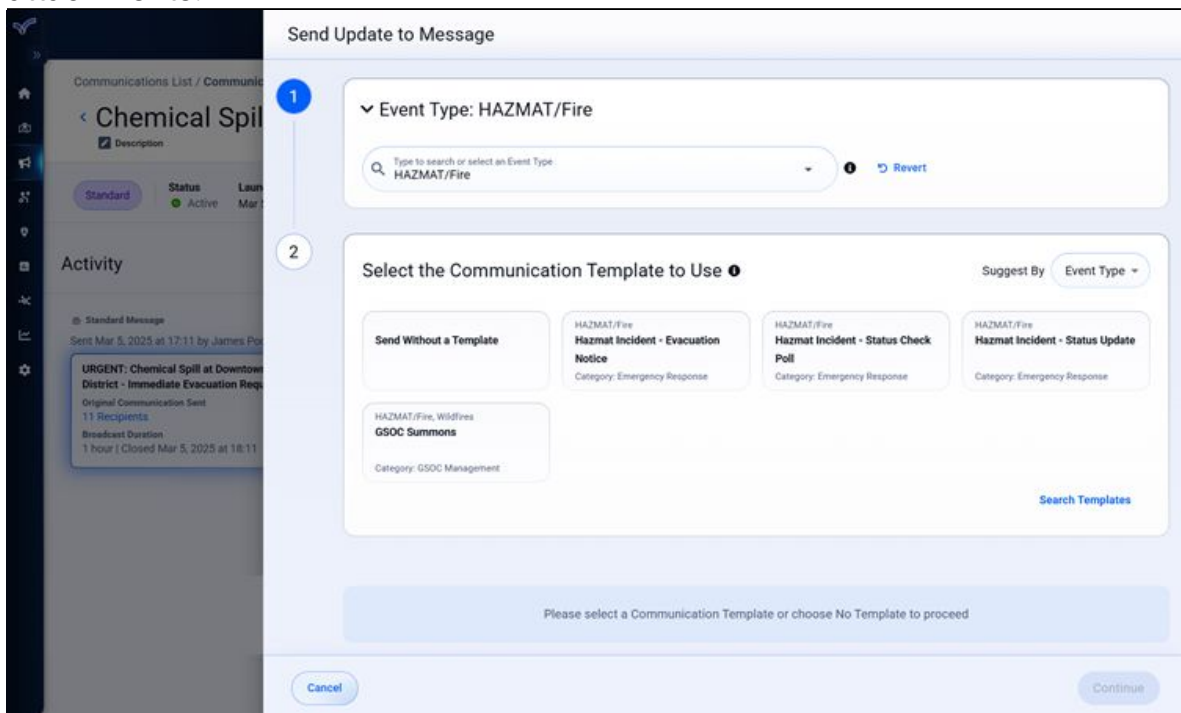 Send Update to Message
Communications List / Communic
Chemical Spil
Description
Standard
Status
Active
Laun
Mar
Activity
Standard Message
Sent Mar 5, 2025 at 17:11 by James
URGENT: Chemical Spill at Downtown
District - Immediate Evacuation Requ
Original Communication Sent
11 Recipients
Broadcast Duration
1 hour | Closed Mar 5, 2025 at 18:11
1
Event Type: HAZMAT/Fire
Type to search or select an Event Type
HAZMAT/Fire
Revert
2
Select the Communication Template to Use
Suggest By
Event Type
Send Without a Template
HAZMAT/Fire
Hazmat Incident - Evacuation
Notice
Category: Emergency Response
HAZMAT/Fire
Hazmat Incident - Status Check
Poll
Category: Emergency Response
HAZMAT/Fire
Hazmat Incident - Status Update
Category: Emergency Response
HAZMAT/Fire, Wildfires
GSOC Summons
Category: GSOC Management
Search Templates
Please select a Communication Template or choose No Template to proceed
Cancel
Continue